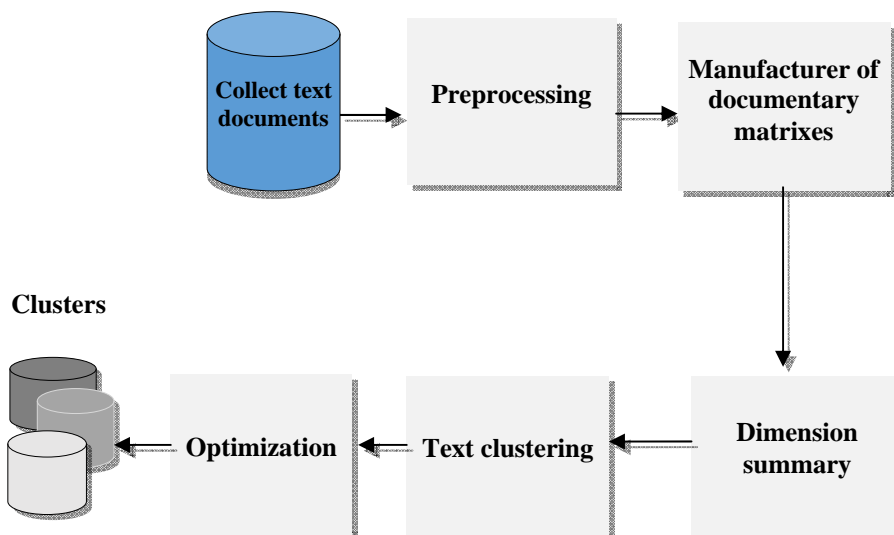 Collect text
documents
Preprocessing
Manufacturer of
documentary
matrixes
Clusters
Optimization
Text clustering
Dimension
summary